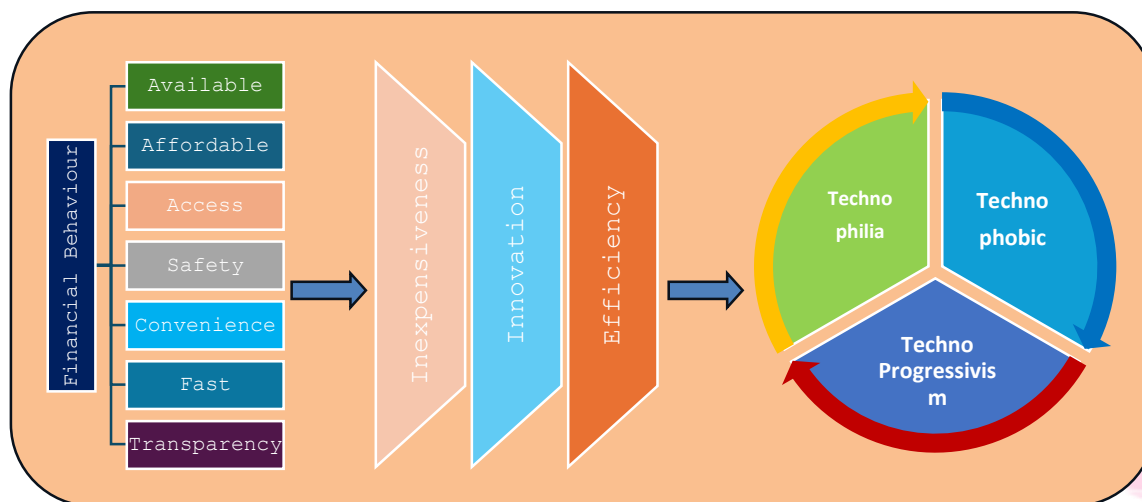 Financial Behaviour
Available
Affordable
Access
Safety
Convenience
Fast
Transparency
Inexpensiveness
Innovation
Efficiency
Techno
philia
Techno
phobic
Techno
Progressivis
m